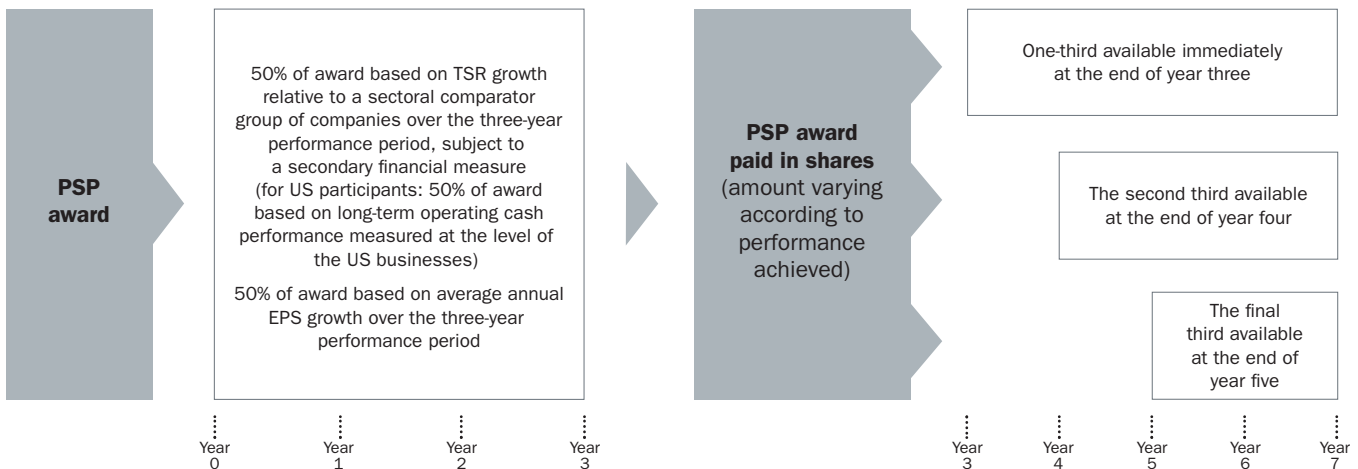 PSP
award
50% of award based on TSR growth
relative to a sectoral comparator
group of companies over the three-year
performance period, subject to
a secondary financial measure
(for US participants: 50% of award
based on long-term operating cash
performance measured at the level of
the US businesses)
50% of award based on average annual
EPS growth over the three-year
performance period
PSP award
paid in shares
(amount varying
according to
performance
achieved)
One-third available immediately
at the end of year three
The second third available
at the end of year four
The final
third available
at the end of
year five
Year
0
Year
1
Year
2
Year
3
Year
3
Year
4
Year
5
Year
6
Year
7